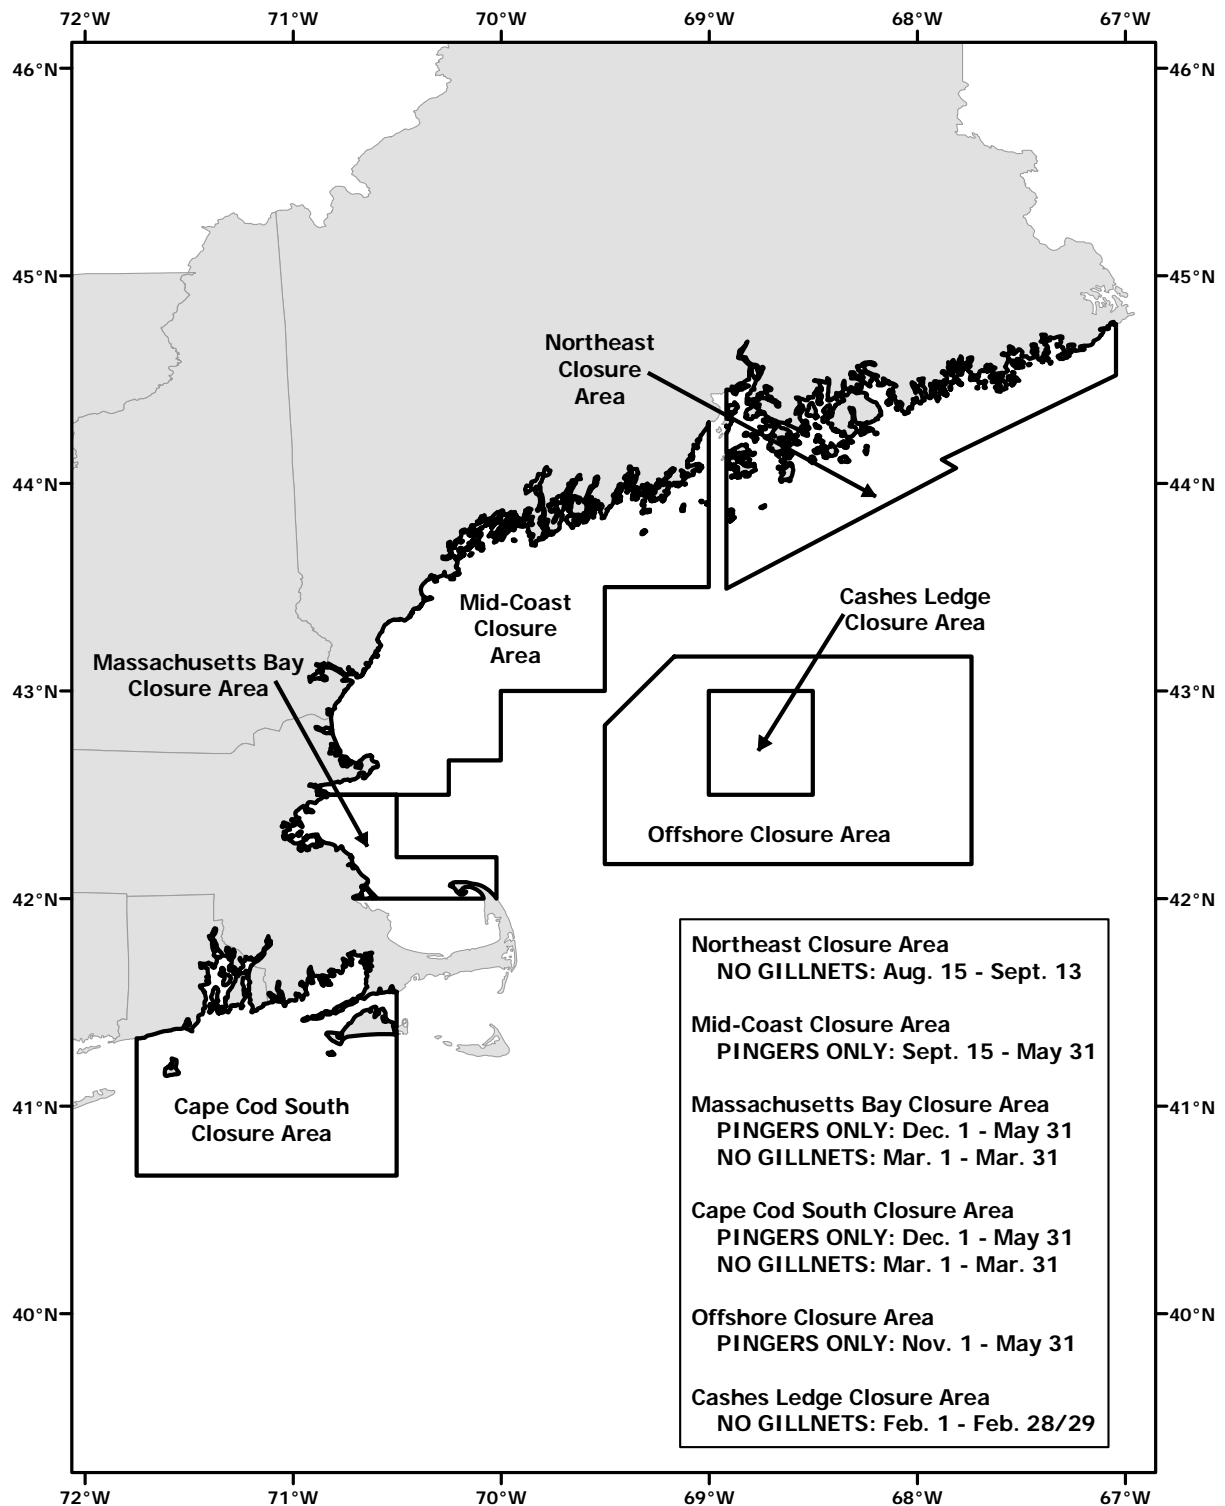 72°W 71°W 70°W 69°W 68°W 67°W
46°N 46°N
45°N 45°N
Northeast
Closure
Area
44°N 44°N
Mid-Coast
Closure
Area
Cashes Ledge
Closure Area
Massachusetts Bay
Closure Area
43°N 43°N
Offshore Closure Area
42°N 42°N
Cape Cod South
Closure Area
41°N 41°N
40°N 40°N
Northeast Closure Area
NO GILLNETS: Aug. 15 - Sept. 13
Mid-Coast Closure Area
PINGERS ONLY: Sept. 15 - May 31
Massachusetts Bay Closure Area
PINGERS ONLY: Dec. 1 - May 31
NO GILLNETS: Mar. 1 - Mar. 31
Cape Cod South Closure Area
PINGERS ONLY: Dec. 1 - May 31
NO GILLNETS: Mar. 1 - Mar. 31
Offshore Closure Area
PINGERS ONLY: Nov. 1 - May 31
Cashes Ledge Closure Area
NO GILLNETS: Feb. 1 - Feb. 28/29
72°W 71°W 70°W 69°W 68°W 67°W